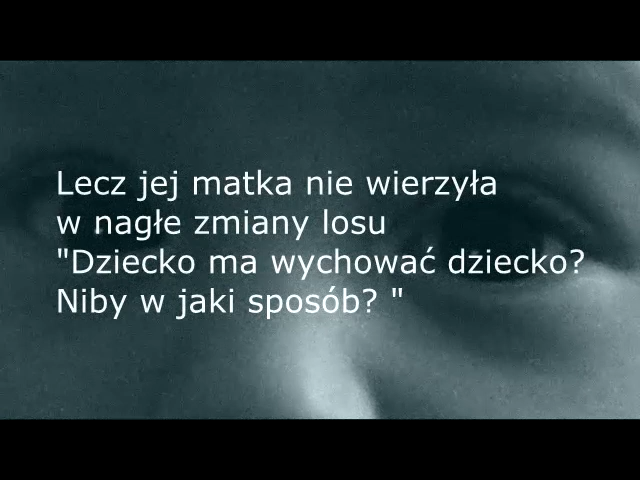 Lecz jej matka nie wierzyła
w nagłe zmiany losu
"Dziecko ma wychować dziecko?
Niby w jaki sposób? "